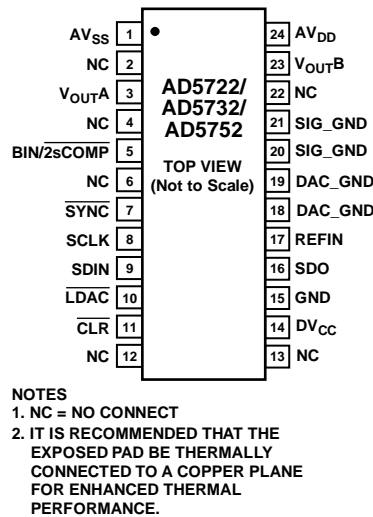 AVSS 1
NC 2
VOUTA 3
NC 4
BIN/2sCOMP 5
NC 6
SYNC 7
SCLK 8
SDIN 9
LDAC 10
CLR 11
NC 12
AD5722/
AD5732/
AD5752
TOP VIEW
(Not to Scale)
24 AVDD
23 VOUTB
22 NC
21 SIG_GND
20 SIG_GND
19 DAC_GND
18 DAC_GND
17 REFIN
16 SDO
15 GND
14 DVCC
13 NC
NOTES
1. NC = NO CONNECT
2. IT IS RECOMMENDED THAT THE
EXPOSED PAD BE THERMALLY
CONNECTED TO A COPPER PLANE
FOR ENHANCED THERMAL
PERFORMANCE.